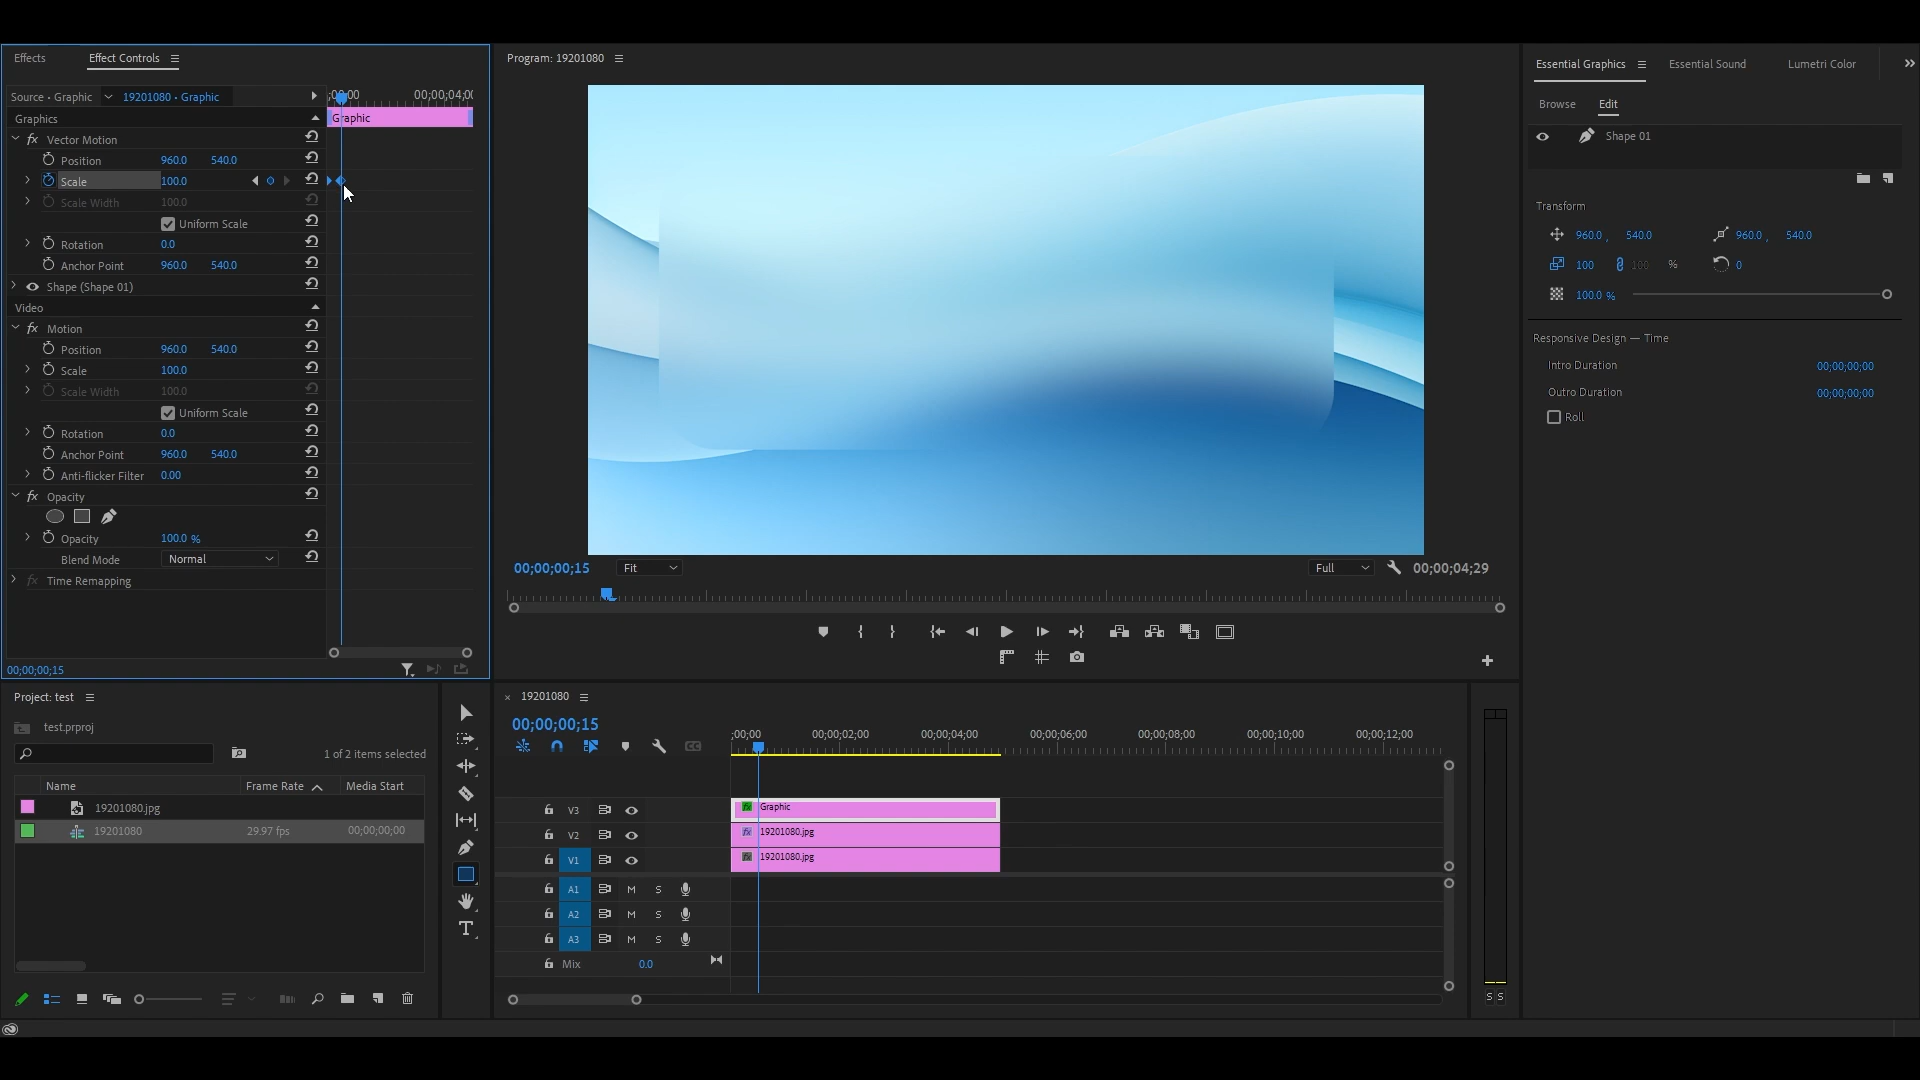 Effects
Effect Controls
Source • Graphic
19201080 • Graphic
;00;00
00;00;04;00
Graphics
Graphic
fx Vector Motion
Position 960.0 540.0
Scale 100.0
Scale Width 100.0
Uniform Scale
Rotation 0.0
Anchor Point 960.0 540.0
Shape (Shape 01)
Video
fx Motion
Position 960.0 540.0
Scale 100.0
Scale Width 100.0
Uniform Scale
Rotation 0.0
Anchor Point 960.0 540.0
Anti-flicker Filter 0.00
fx Opacity
Opacity 100.0 %
Blend Mode Normal
fx Time Remapping
00;00;00;15
Program: 19201080
00;00;00;15
Fit
Full
00;00;04;29
Essential Graphics
Essential Sound
Lumetri Color
Browse
Edit
Shape 01
Transform
960.0 , 540.0
960.0 , 540.0
100 100 %
0
100.0 %
Responsive Design — Time
Intro Duration 00;00;00;00
Outro Duration 00;00;00;00
Roll
Project: test
test.prproj
1 of 2 items selected
Name Frame Rate Media Start
19201080.jpg
19201080 29.97 fps 00;00;00;00
T
× 19201080
00;00;00;15
CC
;00;00 00;00;02;00 00;00;04;00 00;00;06;00 00;00;08;00 00;00;10;00 00;00;12;00
V3 fx Graphic
V2 fx 19201080.jpg
V1 fx 19201080.jpg
A1 M S
A2 M S
A3 M S
Mix 0.0
S S